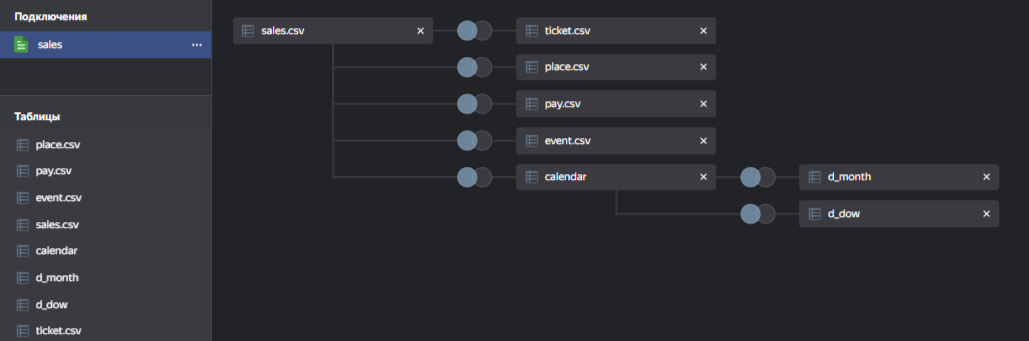 Подключения
sales
Таблицы
place.csv
pay.csv
event.csv
sales.csv
calendar
d_month
d_dow
ticket.csv
sales.csv
ticket.csv
place.csv
pay.csv
event.csv
calendar
d_month
d_dow